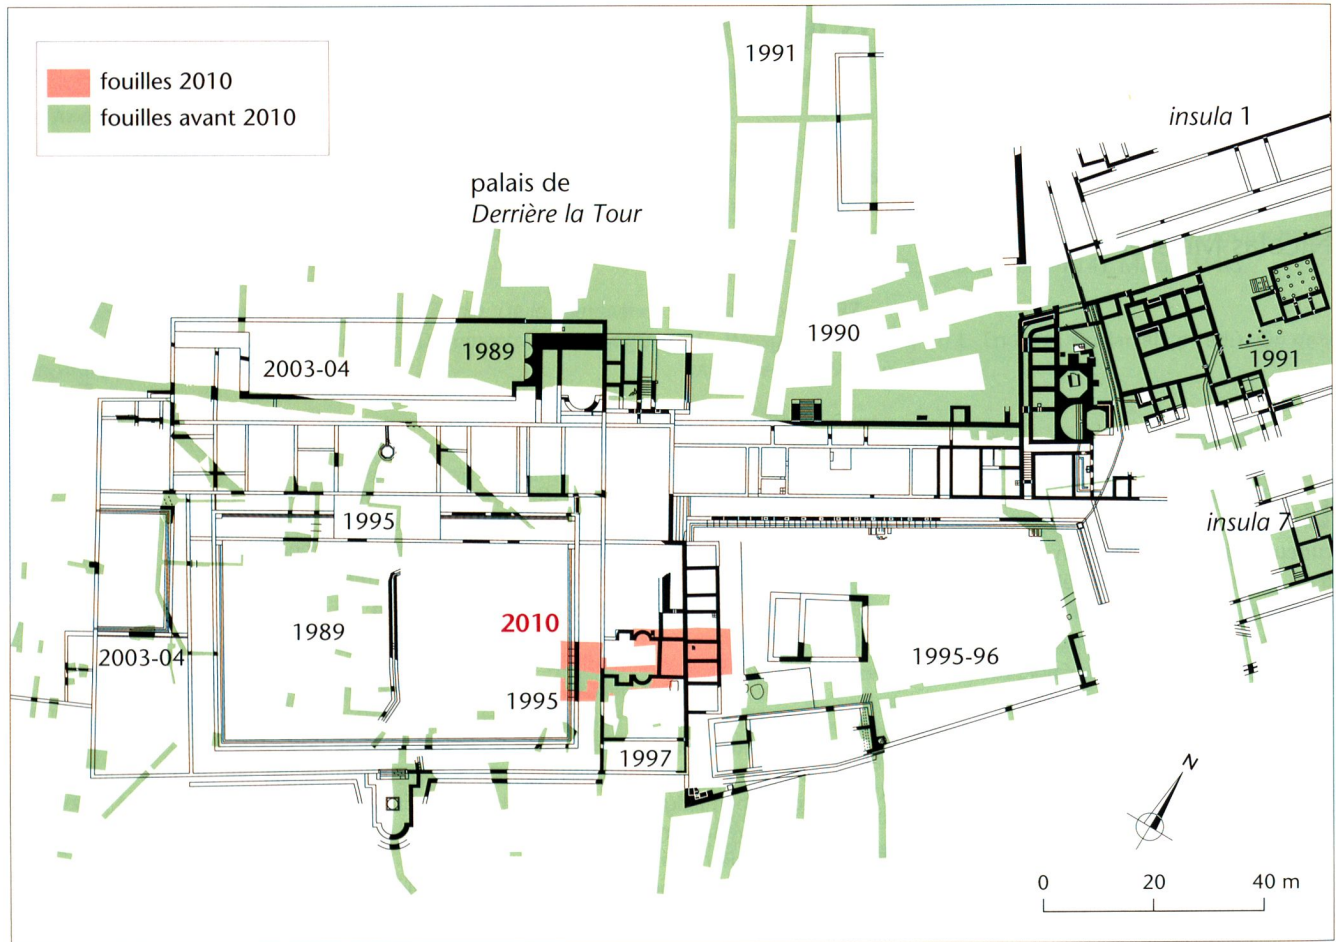 fouilles 2010
fouilles avant 2010
1991
insula 1
palais de
Derrière la Tour
1990
1989
2003-04
1991
1995
insula 7
2010
1989
2003-04
1995-96
1995
1997
N
0 20 40 m